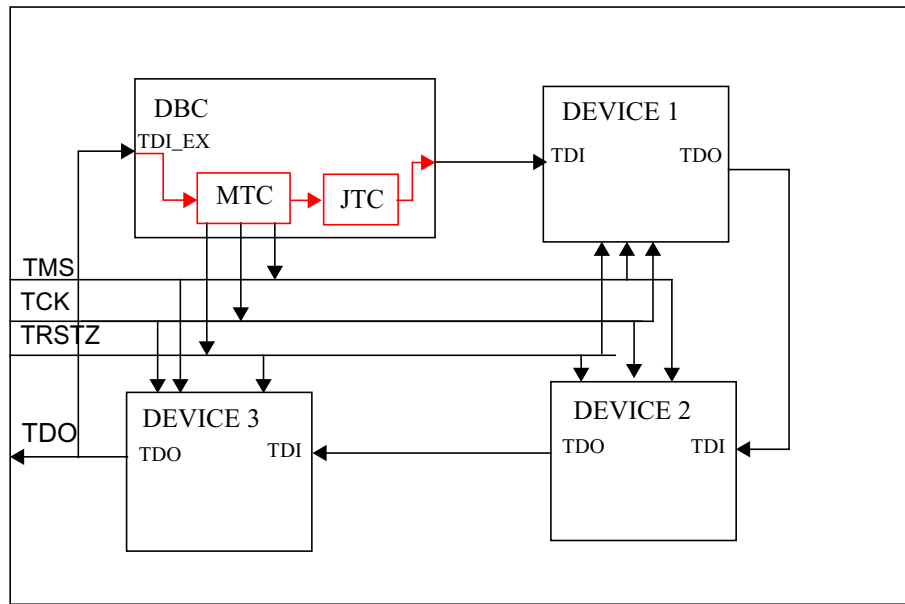 DBC
TDI_EX
MTC
JTC
DEVICE 1
TDI
TDO
TMS
TCK
TRSTZ
TDO
DEVICE 3
TDO
TDI
DEVICE 2
TDO
TDI